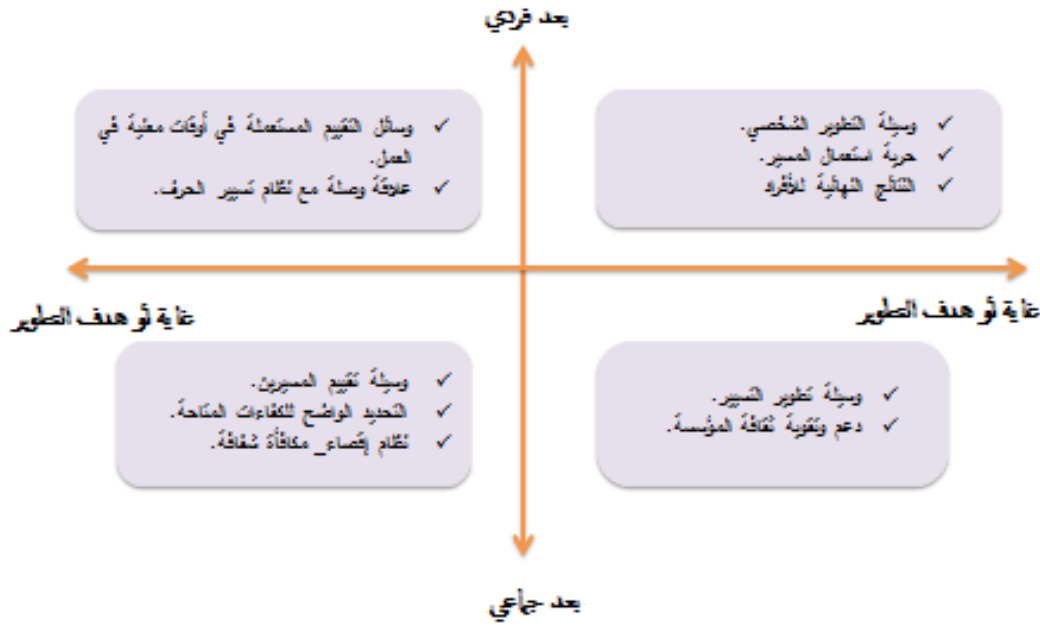 بعد فردي
وسيلة التطوير الشخصي.
حرية استعمال المسير.
النتائج النهائية للأفراد
وسائل التقييم المستعملة في أوقات معنية في
العمل.
علاقة وصلة مع نظام تسيير الحرف.
غاية أو هدف التطوير
غاية أو هدف التطوير
وسيلة تطوير التسيير.
دعم وتقوية ثقافة المؤسسة.
وسيلة تقييم المسيرين.
التحديد الواضح للكفاءات المتاحة.
نظام إقصاء_ مكافأة شفافة.
بعد جماعي